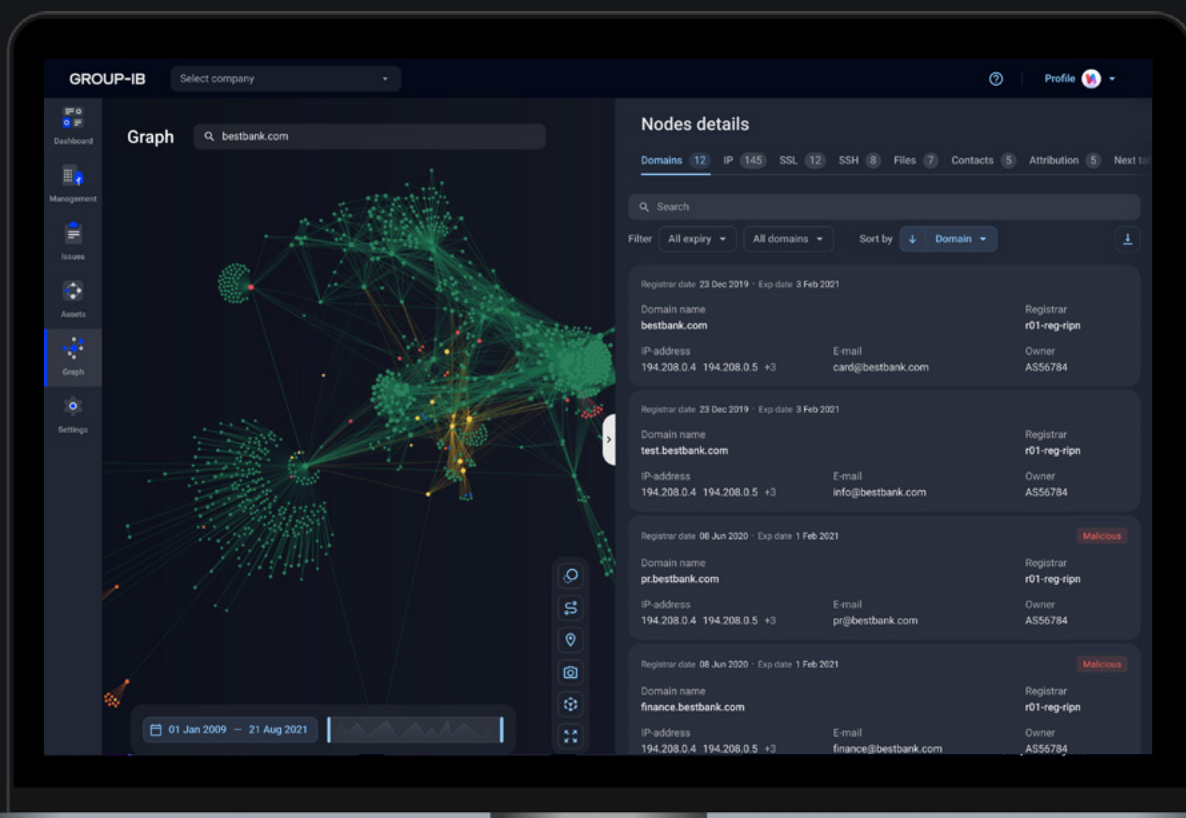 GROUP-IB
Select company
Profile
Dashboard
Management
Issues
Assets
Graph
Settings
Graph
bestbank.com
01 Jan 2009 — 21 Aug 2021
Nodes details
Domains 12 IP 145 SSL 12 SSH 8 Files 7 Contacts 5 Attribution 5 Next
Search
Filter All expiry All domains Sort by Domain
Registrar date 23 Dec 2019 · Exp date 3 Feb 2021
Domain name Registrar
bestbank.com r01-reg-ripn
IP-address E-mail Owner
194.208.0.4 194.208.0.5 +3 card@bestbank.com AS56784
Registrar date 23 Dec 2019 · Exp date 3 Feb 2021
Domain name Registrar
test.bestbank.com r01-reg-ripn
IP-address E-mail Owner
194.208.0.4 194.208.0.5 +3 info@bestbank.com AS56784
Registrar date 08 Jun 2020 · Exp date 1 Feb 2021 Malicious
Domain name Registrar
pr.bestbank.com r01-reg-ripn
IP-address E-mail Owner
194.208.0.4 194.208.0.5 +3 pr@bestbank.com AS56784
Registrar date 08 Jun 2020 · Exp date 1 Feb 2021 Malicious
Domain name Registrar
finance.bestbank.com r01-reg-ripn
IP-address E-mail Owner
194.208.0.4 194.208.0.5 +3 finance@bestbank.com AS56784